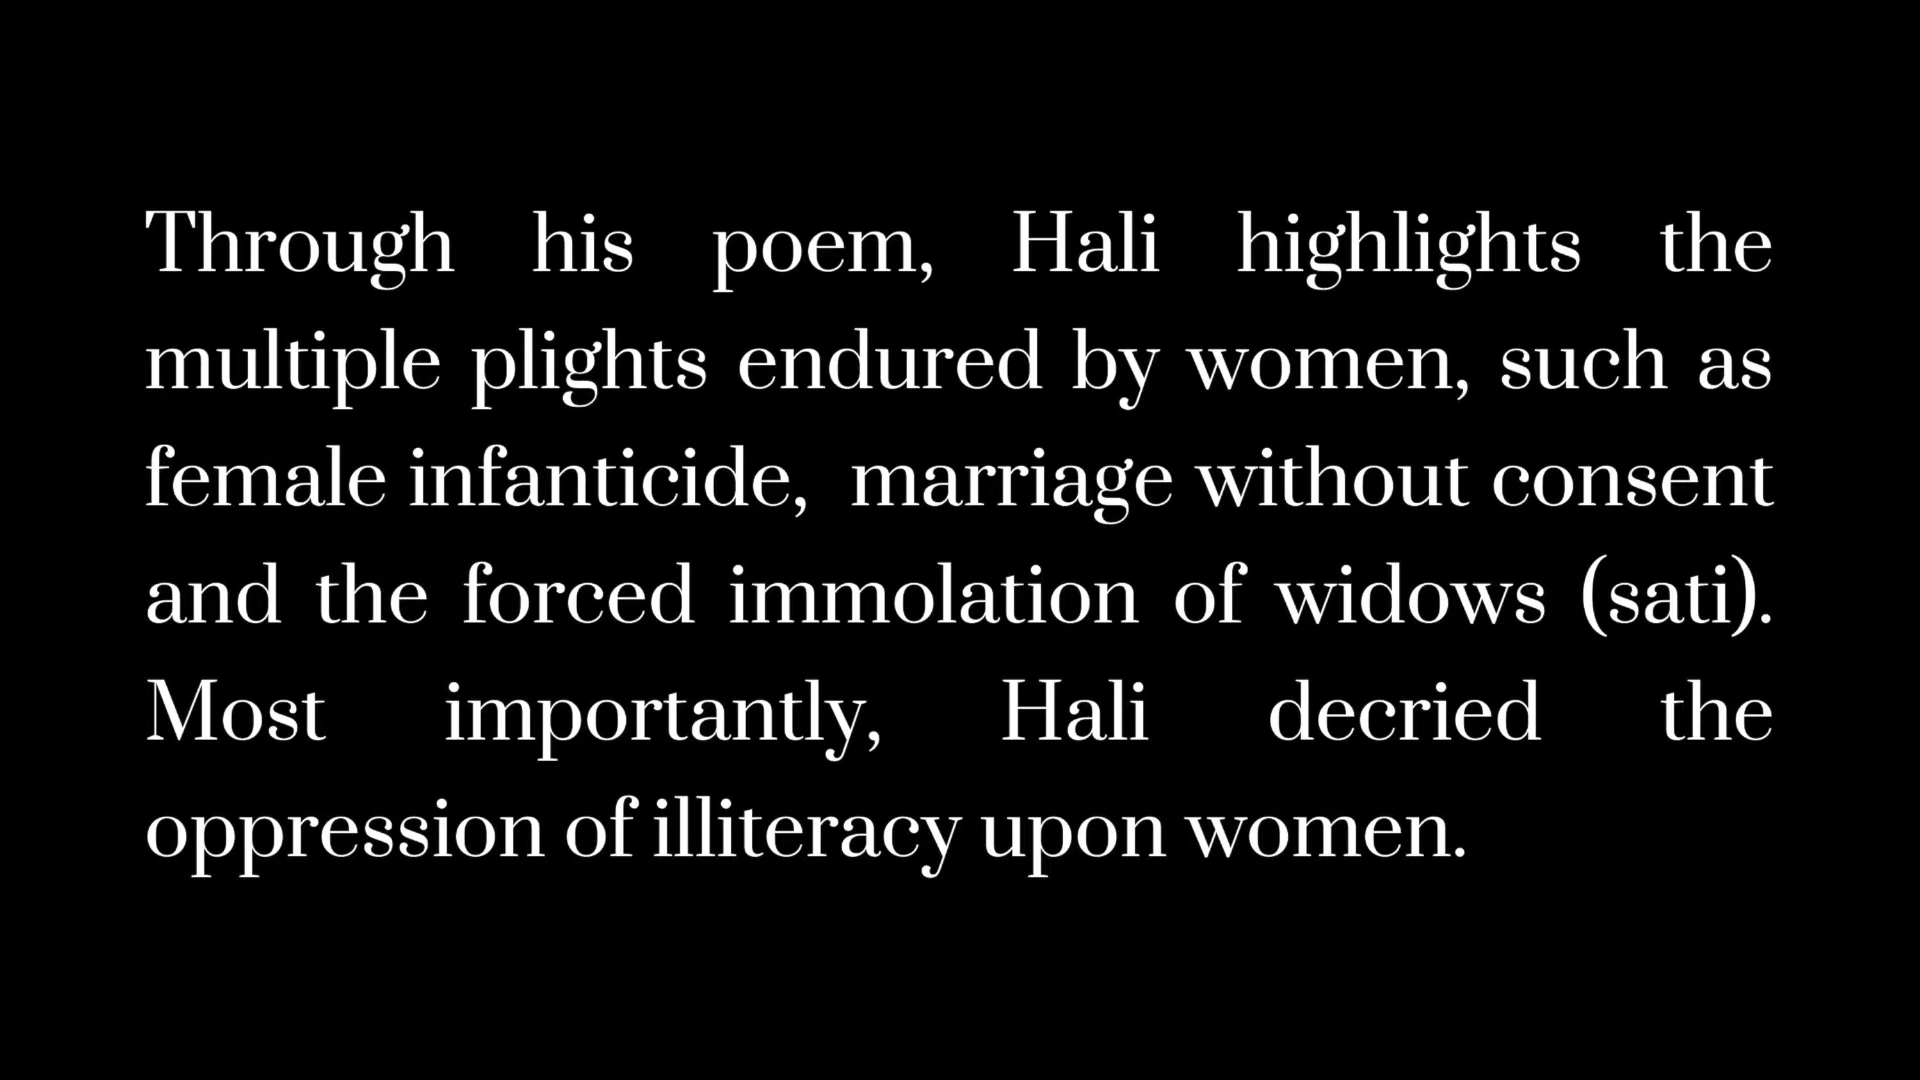 Through his poem, Hali highlights the
multiple plights endured by women, such as
female infanticide, marriage without consent
and the forced immolation of widows (sati).
Most importantly, Hali decried the
oppression of illiteracy upon women.